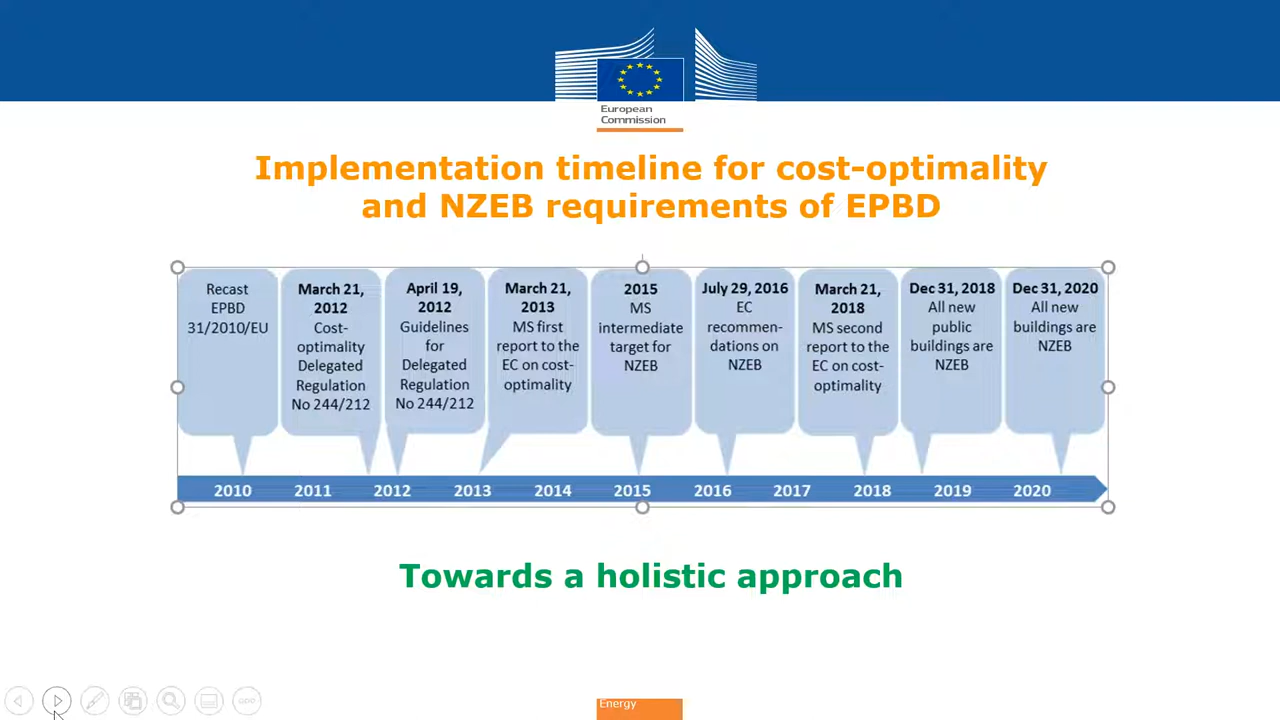 European
Commission
Implementation timeline for cost-optimality
and NZEB requirements of EPBD
Recast
EPBD
31/2010/EU
March 21,
2012
Cost-
optimality
Delegated
Regulation
No 244/212
April 19,
2012
Guidelines
for
Delegated
Regulation
No 244/212
March 21,
2013
MS first
report to the
EC on cost-
optimality
2015
MS
intermediate
target for
NZEB
July 29, 2016
EC
recommen-
dations on
NZEB
March 21,
2018
MS second
report to the
EC on cost-
optimality
Dec 31, 2018
All new
public
buildings are
NZEB
Dec 31, 2020
All new
buildings are
NZEB
2010 2011 2012 2013 2014 2015 2016 2017 2018 2019 2020
Towards a holistic approach
Energy